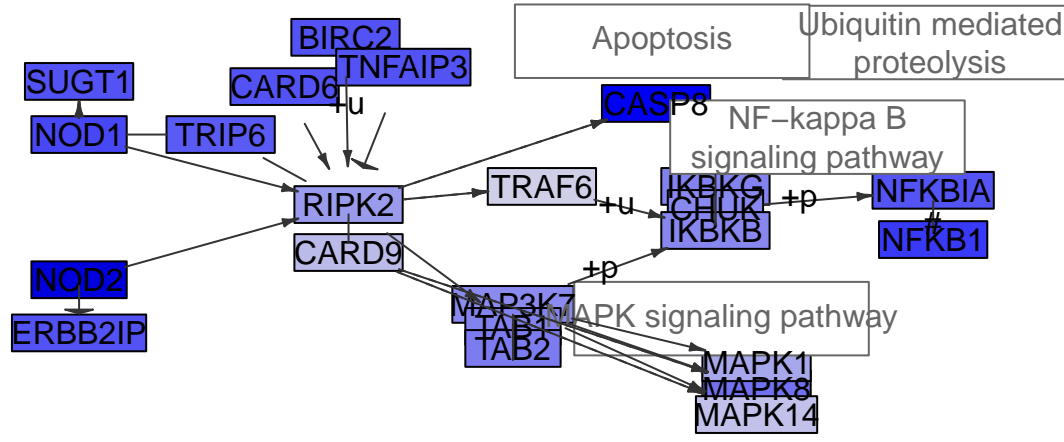 BIRC2
Apoptosis
Ubiquitin mediated
proteolysis
TNFAIP3
SUGT1
CARD6
+u
CASP8
NOD1
TRIP6
NF−kappa B
signaling pathway
RIPK2
TRAF6
+u
IKBKG
CHUK
IKBKB
+p
NFKBIA
#
NFKB1
CARD9
NOD2
+p
MAP3K7
TAB1
TAB2
MAPK signaling pathway
ERBB2IP
MAPK1
MAPK8
MAPK14